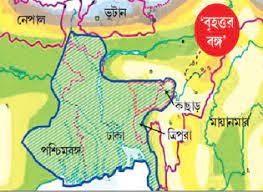 নেপাল
ভুটান
'বৃহত্তর
বঙ্গ'
কাছাড়
পশ্চিমবঙ্গ
ঢাকা
ত্রিপুরা
মায়ানমার